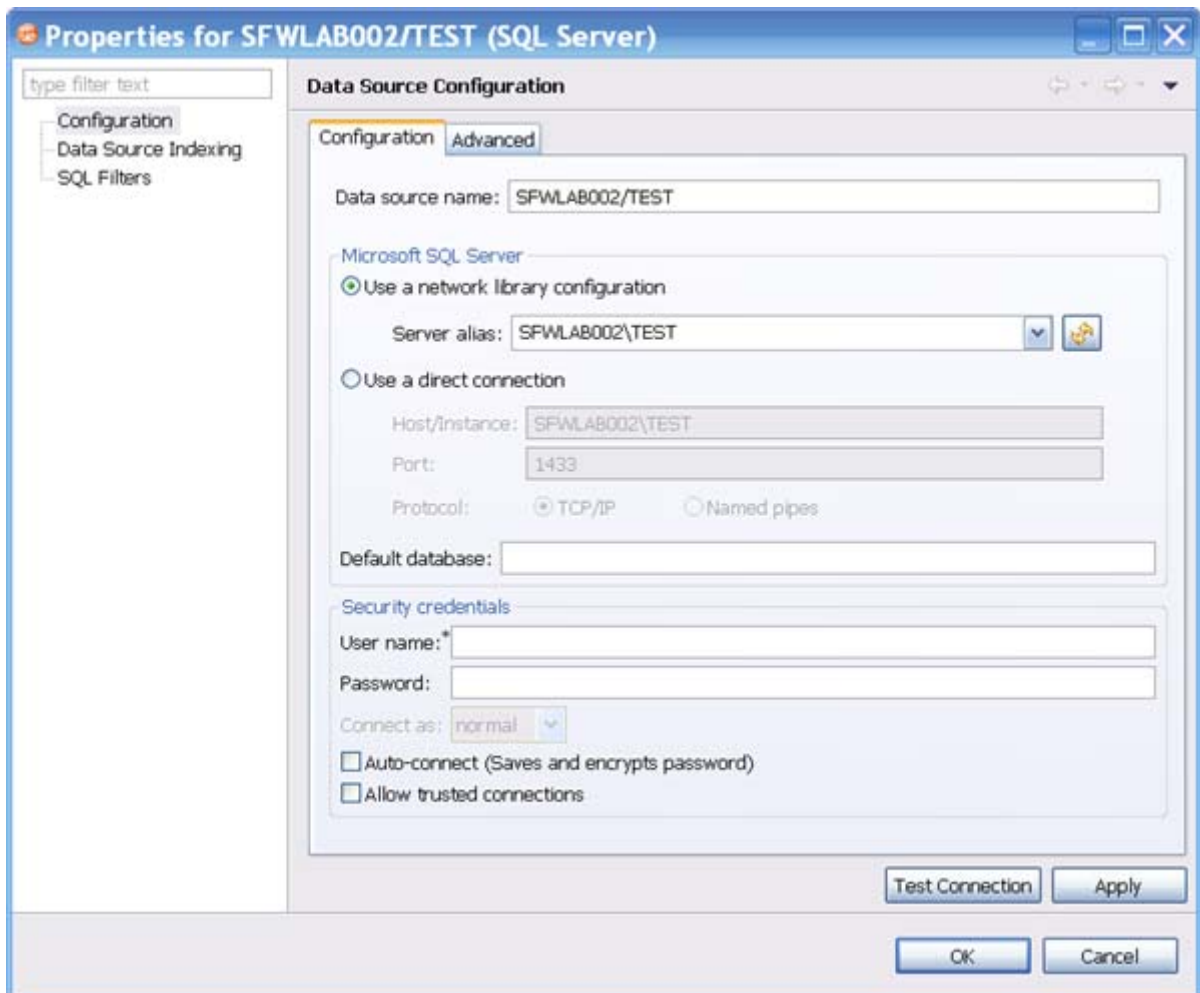 Properties for SFWLAB002/TEST (SQL Server)
type filter text
Configuration
Data Source Indexing
SQL Filters
Data Source Configuration
Configuration
Advanced
Data source name: SFWLAB002/TEST
Microsoft SQL Server
Use a network library configuration
Server alias: SFWLAB002\TEST
Use a direct connection
Host/Instance: SFWLAB002\TEST
Port: 1433
Protocol: TCP/IP Named pipes
Default database:
Security credentials
User name:*
Password:
Connect as: normal
Auto-connect (Saves and encrypts password)
Allow trusted connections
Test Connection Apply
OK Cancel